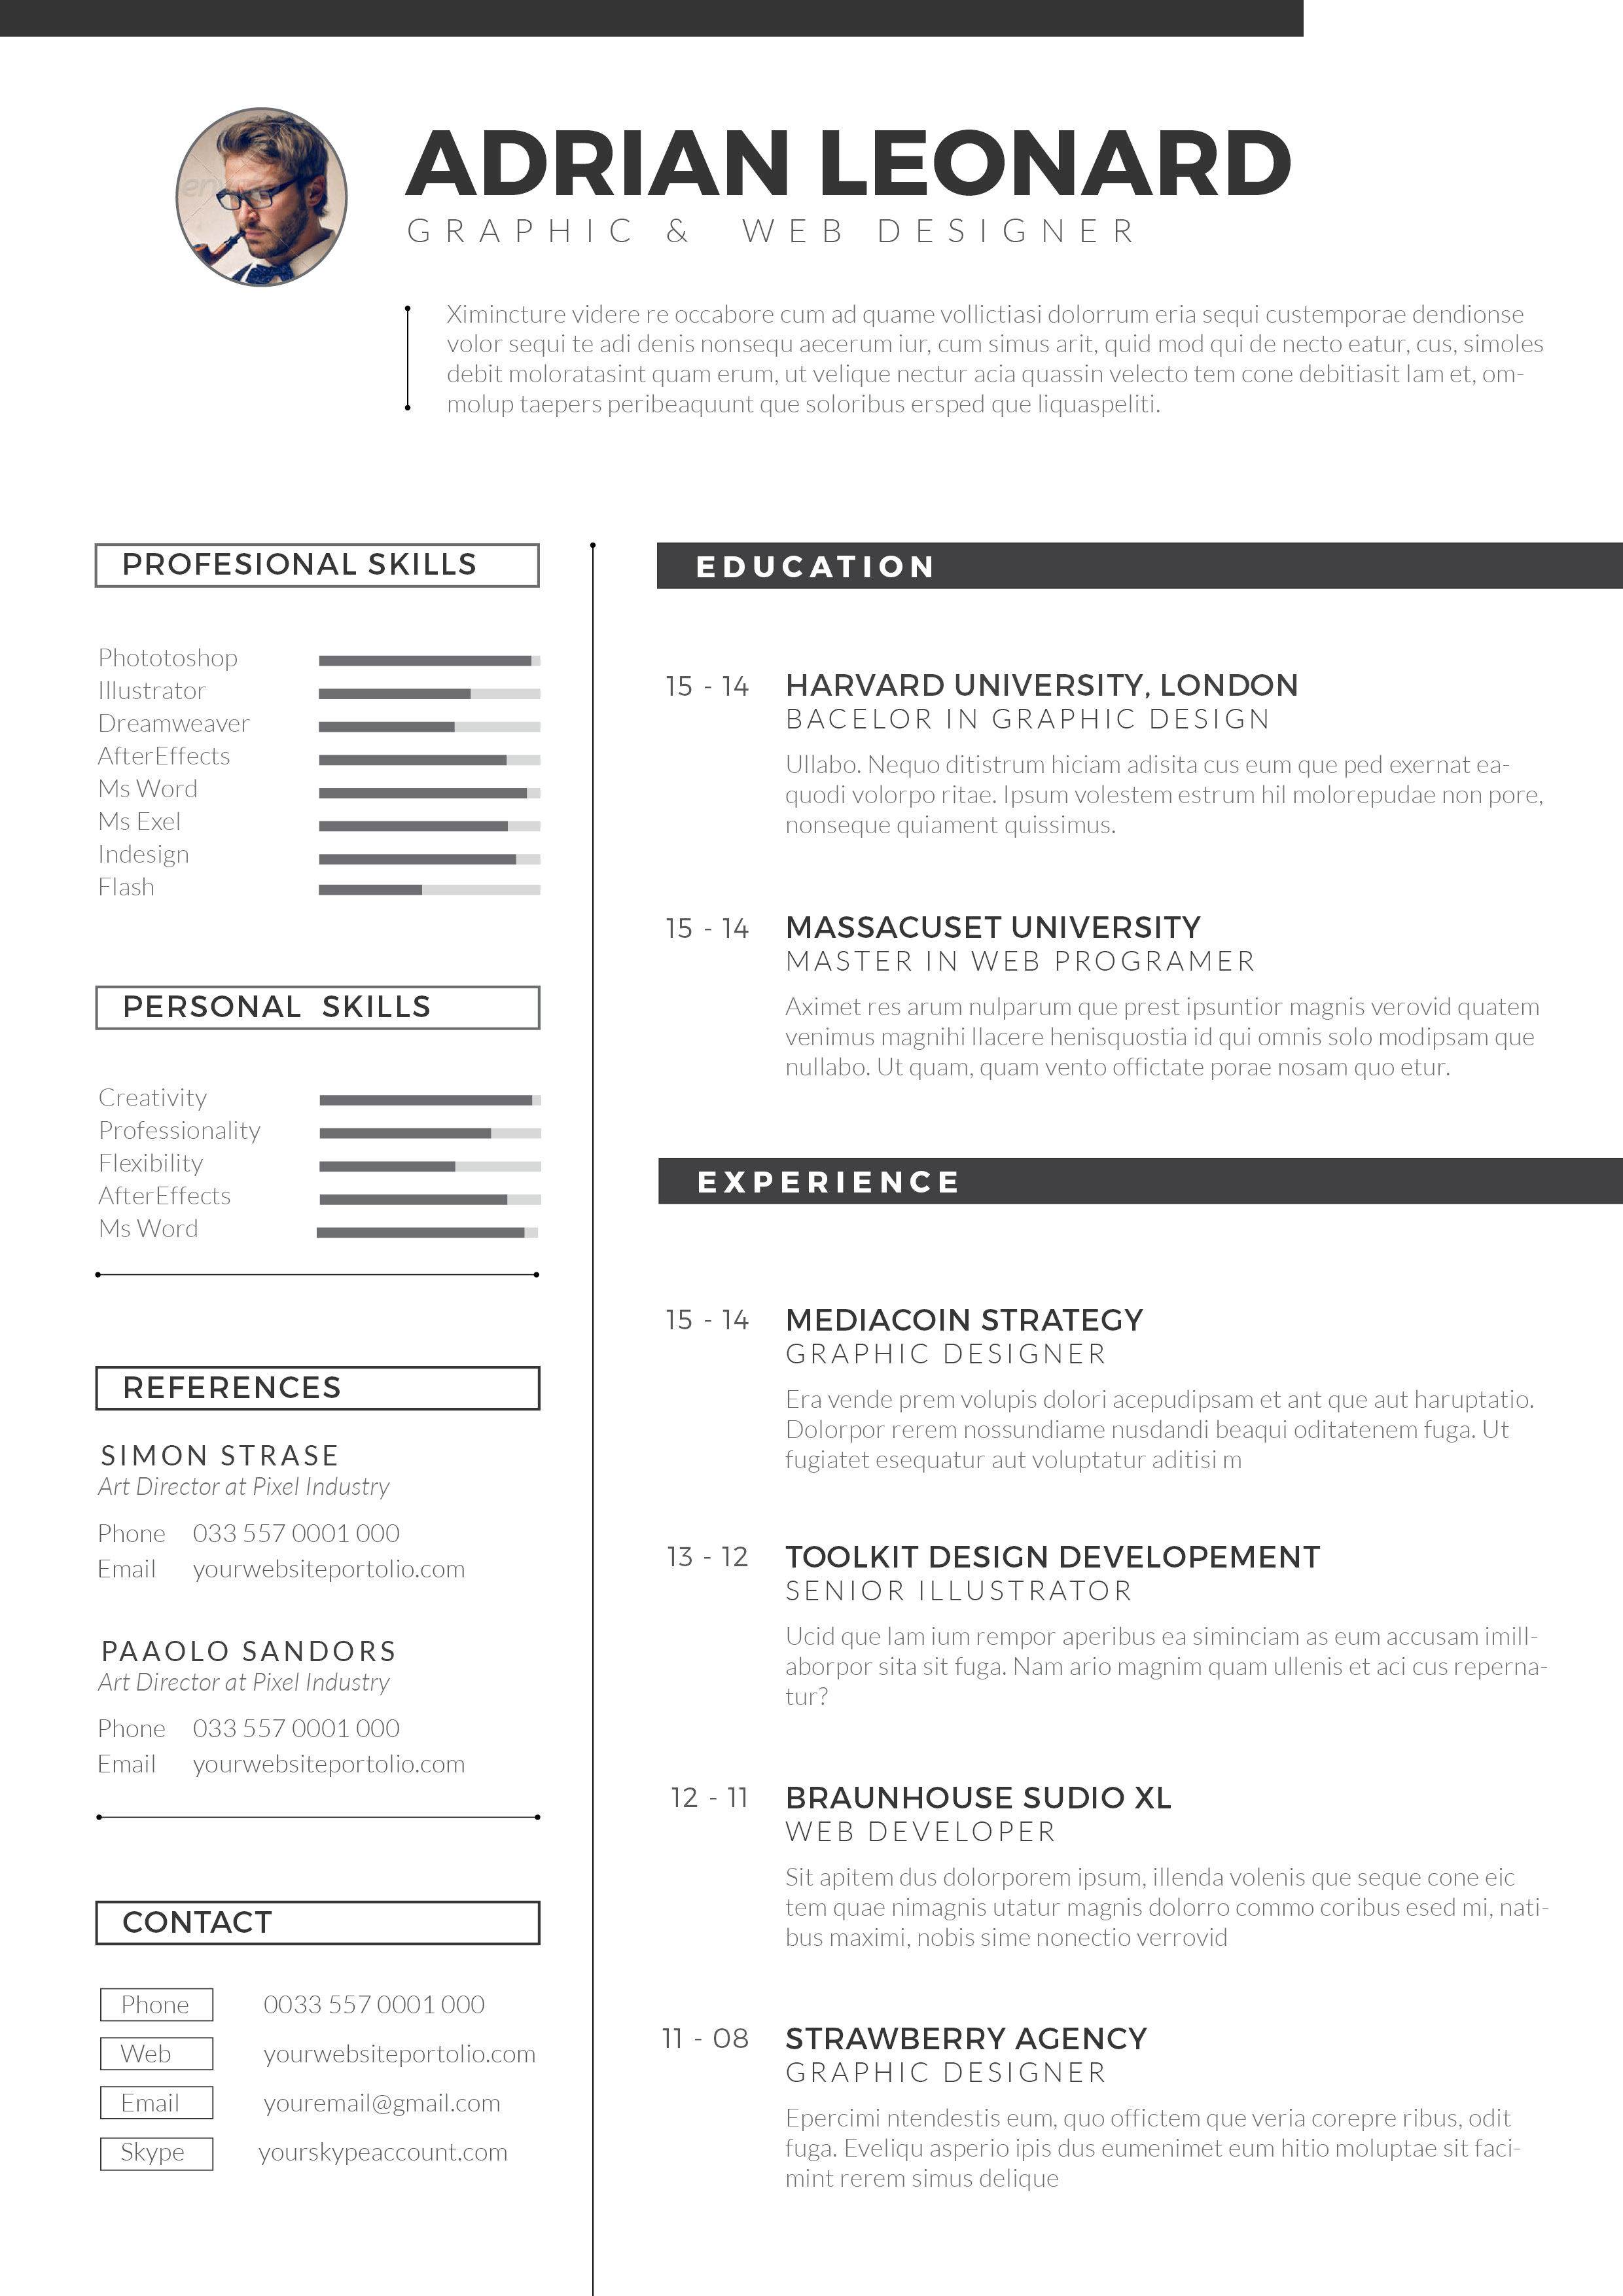 ADRIAN LEONARD
GRAPHIC & WEB DESIGNER
Ximincture videre re occabore cum ad quame vollictiasi dolorrum eria sequi custemporae dendionse
volor sequi te adi denis nonsequ aecerum iur, cum simus arit, quid mod qui de necto eatur, cus, simoles
debit moloratasint quam erum, ut velique nectur acia quassin velecto tem cone debitiasit lam et, om-
molup taepers peribeaquunt que soloribus ersped que liquaspeliti.
PROFESIONAL SKILLS
Phototoshop
Illustrator
Dreamweaver
AfterEffects
Ms Word
Ms Exel
Indesign
Flash
PERSONAL SKILLS
Creativity
Professionality
Flexibility
AfterEffects
Ms Word
REFERENCES
SIMON STRASE
Art Director at Pixel Industry
Phone 033 557 0001 000
Email yourwebsiteportolio.com
PAAOLO SANDORS
Art Director at Pixel Industry
Phone 033 557 0001 000
Email yourwebsiteportolio.com
CONTACT
Phone 0033 557 0001 000
Web yourwebsiteportolio.com
Email youremail@gmail.com
Skype yourskypeaccount.com
EDUCATION
15 - 14 HARVARD UNIVERSITY, LONDON
BACELOR IN GRAPHIC DESIGN
Ullabo. Nequo ditistrum hiciam adisita cus eum que ped exernat ea-
quodi volorpo ritae. Ipsum volestem estrum hil molorepudae non pore,
nonseque quiament quissimus.
15 - 14 MASSACUSET UNIVERSITY
MASTER IN WEB PROGRAMER
Aximet res arum nulparum que prest ipsuntior magnis verovid quatem
venimus magnihi llacere henisquostia id qui omnis solo modipsam que
nullabo. Ut quam, quam vento offictate porae nosam quo etur.
EXPERIENCE
15 - 14 MEDIACOIN STRATEGY
GRAPHIC DESIGNER
Era vende prem volupis dolori acepudipsam et ant que aut haruptatio.
Dolorpor rerem nossundiame nusdandi beaqui oditatenem fuga. Ut
fugiatet esequatur aut voluptatur aditisi m
13 - 12 TOOLKIT DESIGN DEVELOPEMENT
SENIOR ILLUSTRATOR
Ucid que lam ium rempor aperibus ea siminciam as eum accusam imill-
aborpor sita sit fuga. Nam ario magnim quam ullenis et aci cus reperna-
tur?
12 - 11 BRAUNHOUSE SUDIO XL
WEB DEVELOPER
Sit apitem dus dolorporem ipsum, illenda volenis que seque cone eic
tem quae nimagnis utatur magnis dolorro commo coribus esed mi, nati-
bus maximi, nobis sime nonectio verrovid
11 - 08 STRAWBERRY AGENCY
GRAPHIC DESIGNER
Epercimi ntendestis eum, quo offictem que veria corepre ribus, odit
fuga. Eveliqu asperio ipis dus eumenimet eum hitio moluptae sit faci-
mint rerem simus delique